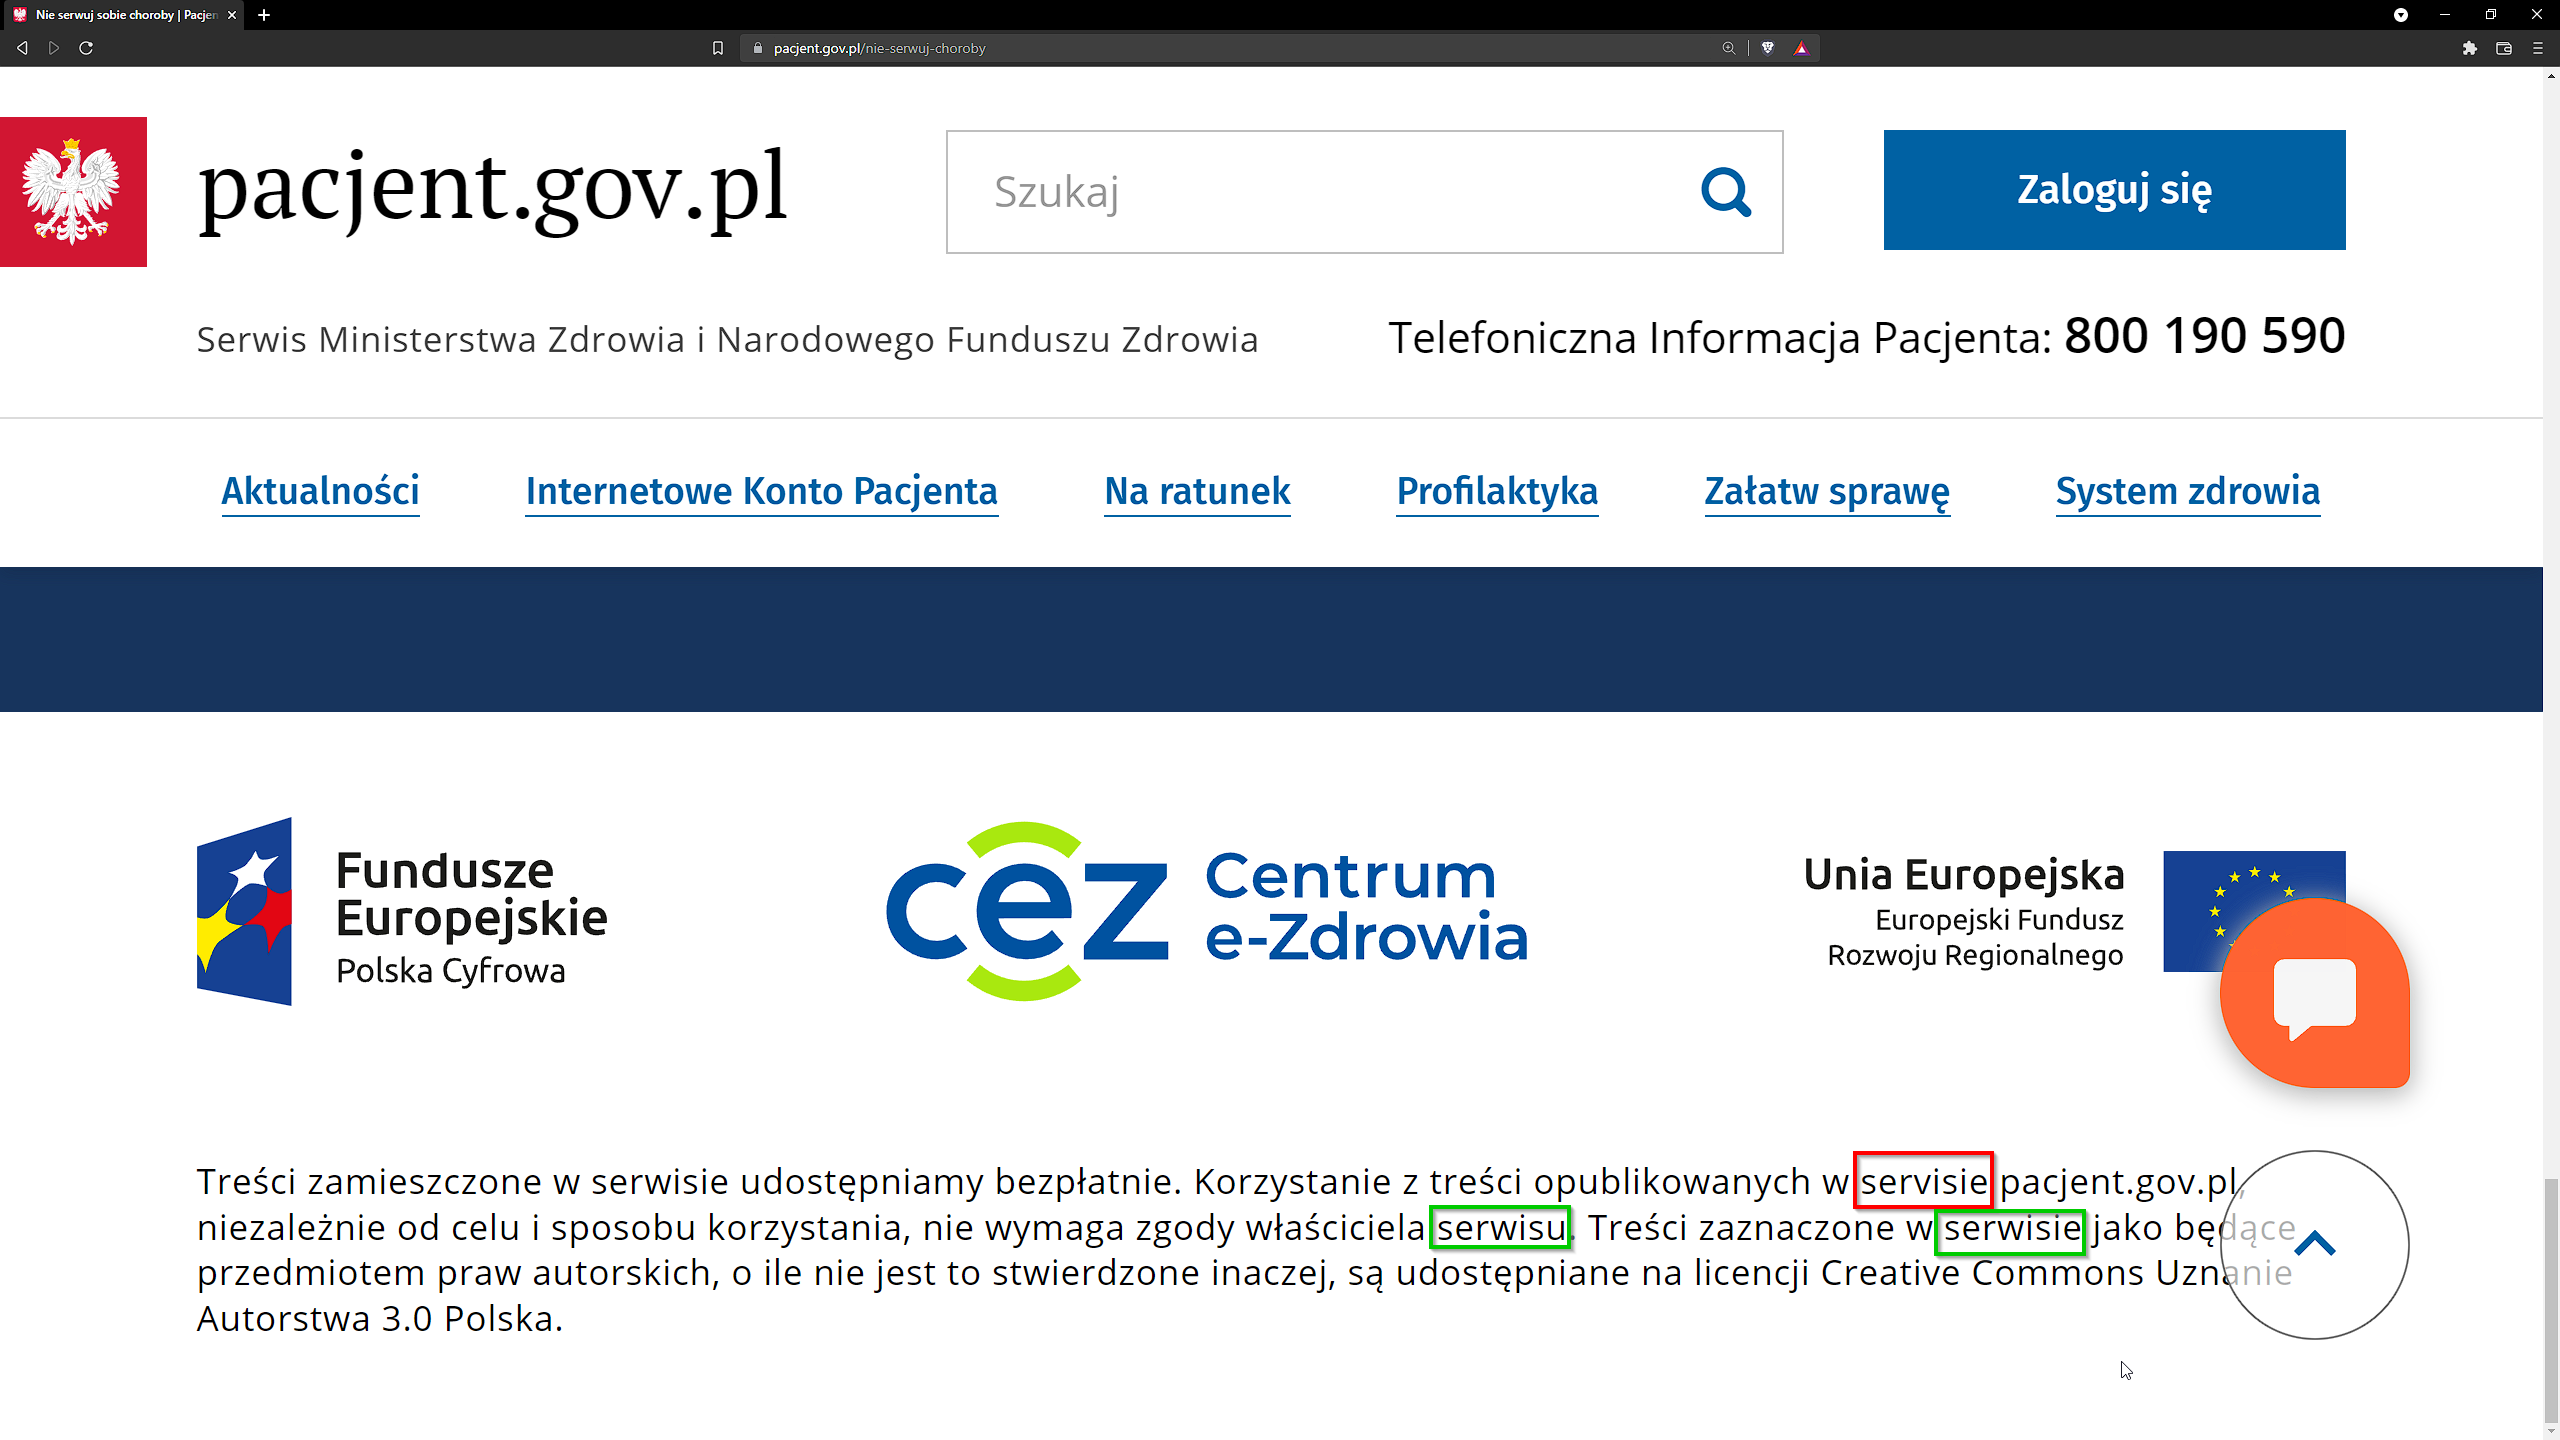 Nie serwuj sobie choroby | Pacjen
pacjent.gov.pl/nie-serwuj-choroby
pacjent.gov.pl
Szukaj
Zaloguj się
Serwis Ministerstwa Zdrowia i Narodowego Funduszu Zdrowia
Telefoniczna Informacja Pacjenta: 800 190 590
Aktualności
Internetowe Konto Pacjenta
Na ratunek
Profilaktyka
Załatw sprawę
System zdrowia
Fundusze
Europejskie
Polska Cyfrowa
cez
Centrum
e-Zdrowia
Unia Europejska
Europejski Fundusz
Rozwoju Regionalnego
Treści zamieszczone w serwisie udostępniamy bezpłatnie. Korzystanie z treści opublikowanych w servisie pacjent.gov.pl,
niezależnie od celu i sposobu korzystania, nie wymaga zgody właściciela serwisu. Treści zaznaczone w serwisie jako będące
przedmiotem praw autorskich, o ile nie jest to stwierdzone inaczej, są udostępniane na licencji Creative Commons Uznanie
Autorstwa 3.0 Polska.